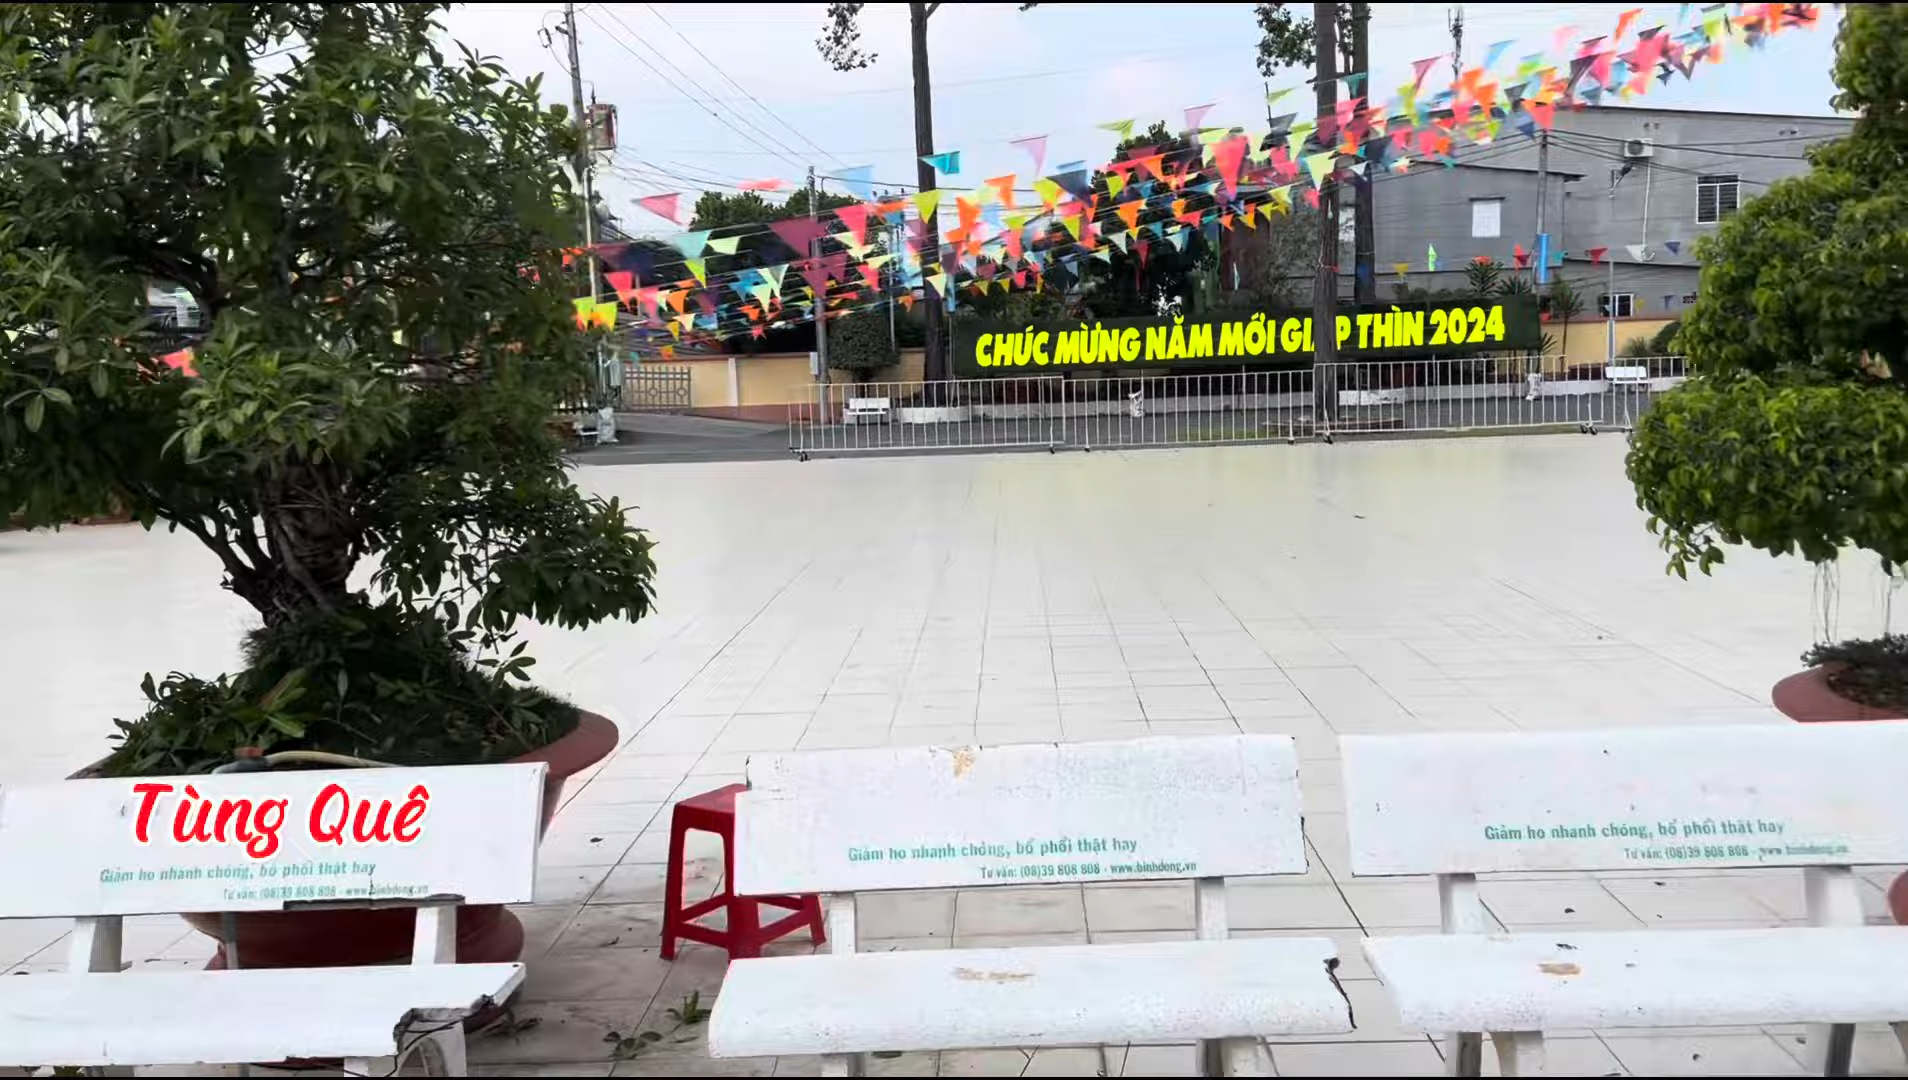 CHÚC MỪNG NĂM MỚI GIÁP THÌN 2024
Tùng Quê
Giảm ho nhanh chóng, bổ phổi thật hay
Tư vấn: (08)39 808 808 - www.binhdong.vn
Giảm ho nhanh chóng, bổ phổi thật hay
Tư vấn: (08)39 808 808 - www.binhdong.vn
Giảm ho nhanh chóng, bổ phổi thật hay
Tư vấn: (08)39 808 808 - www.binhdong.vn